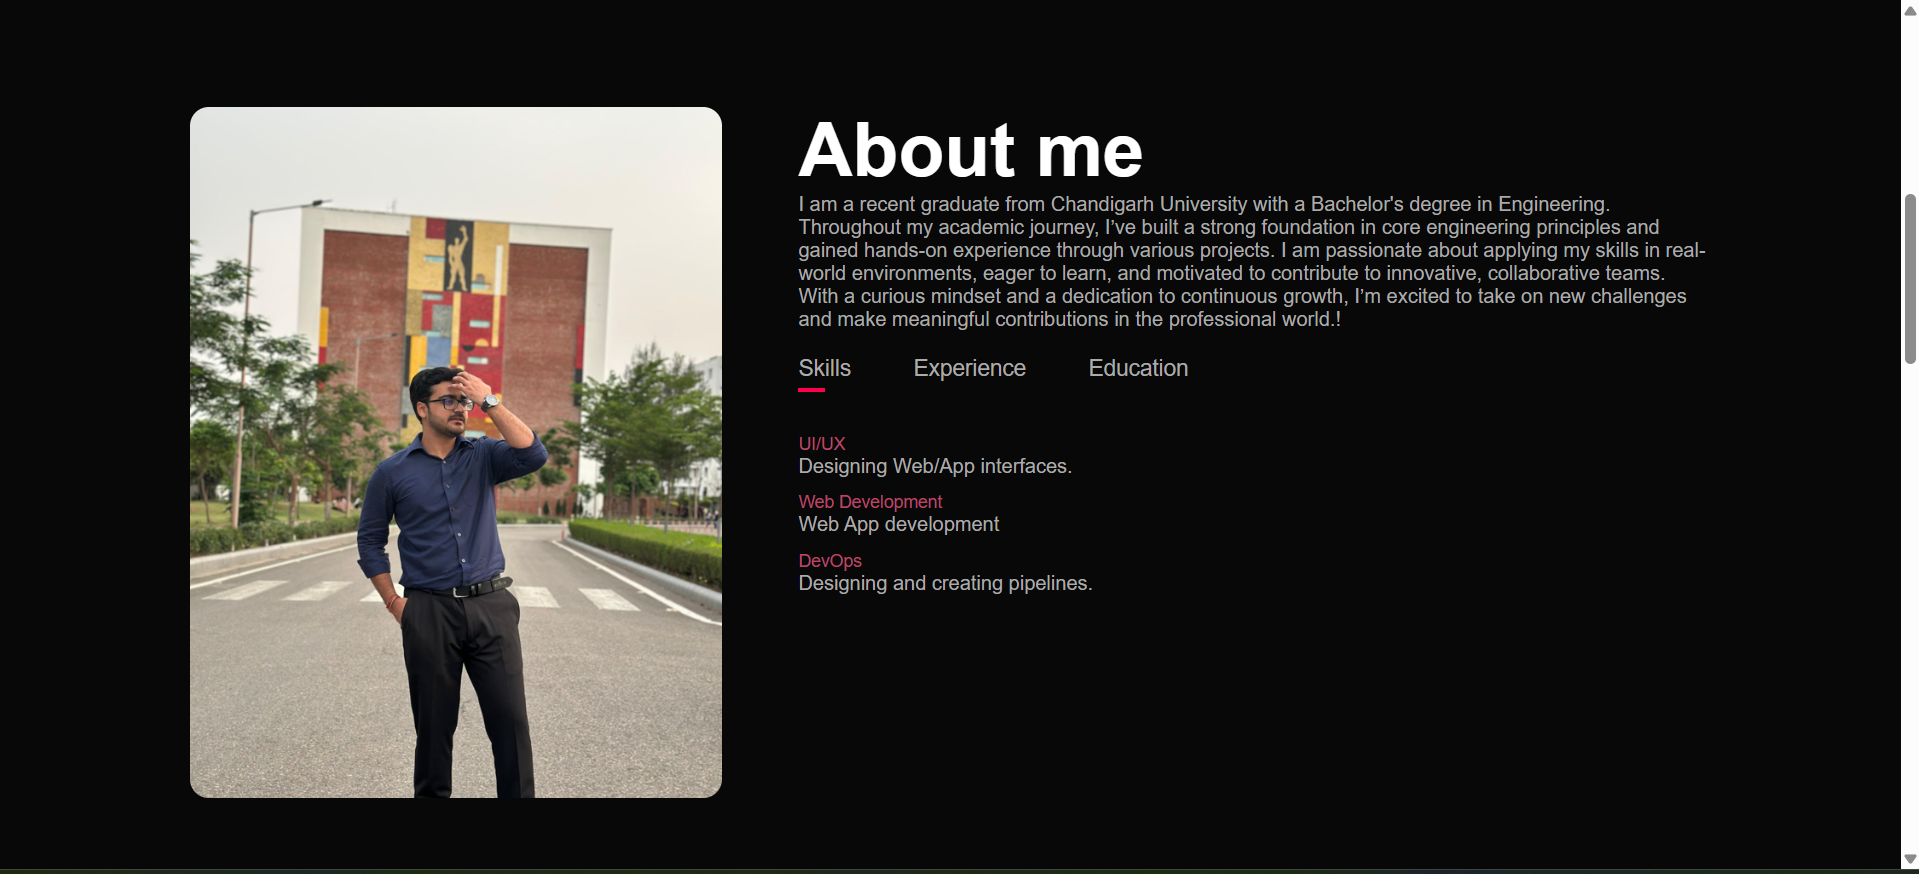 About me
I am a recent graduate from Chandigarh University with a Bachelor's degree in Engineering.
Throughout my academic journey, I’ve built a strong foundation in core engineering principles and
gained hands-on experience through various projects. I am passionate about applying my skills in real-
world environments, eager to learn, and motivated to contribute to innovative, collaborative teams.
With a curious mindset and a dedication to continuous growth, I’m excited to take on new challenges
and make meaningful contributions in the professional world.!
Skills Experience Education
UI/UX
Designing Web/App interfaces.
Web Development
Web App development
DevOps
Designing and creating pipelines.